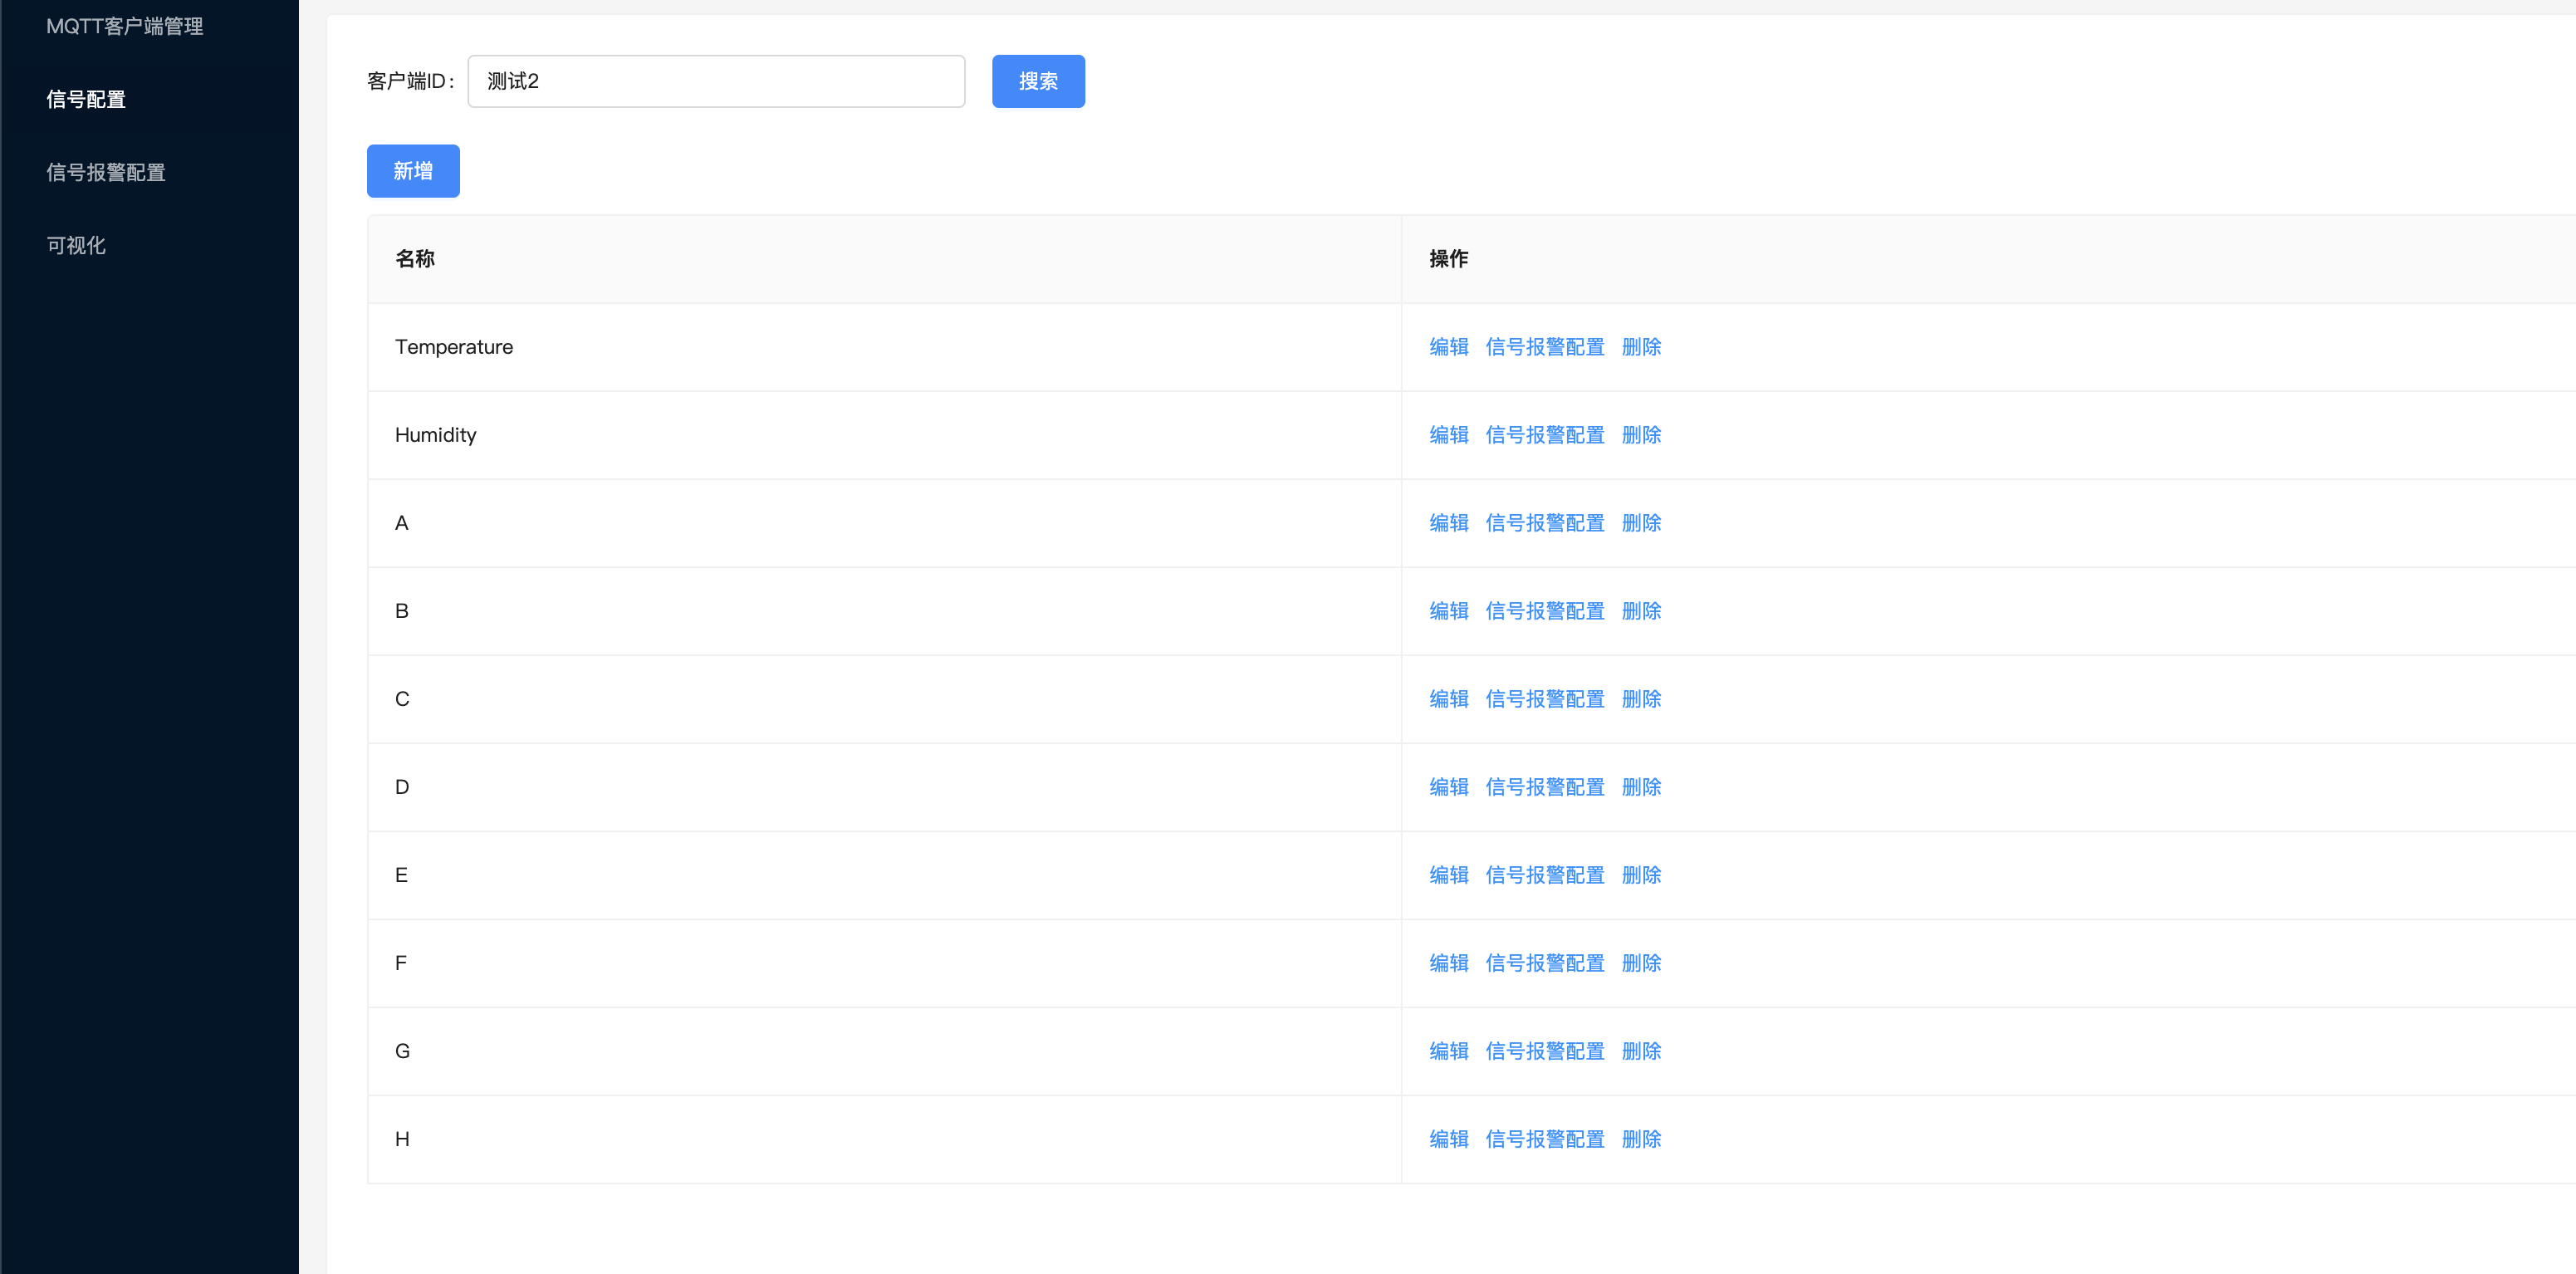 MQTT客户端管理
信号配置
信号报警配置
可视化
客户端ID： 测试2 搜索
新增
名称 操作
Temperature 编辑 信号报警配置 删除
Humidity 编辑 信号报警配置 删除
A 编辑 信号报警配置 删除
B 编辑 信号报警配置 删除
C 编辑 信号报警配置 删除
D 编辑 信号报警配置 删除
E 编辑 信号报警配置 删除
F 编辑 信号报警配置 删除
G 编辑 信号报警配置 删除
H 编辑 信号报警配置 删除